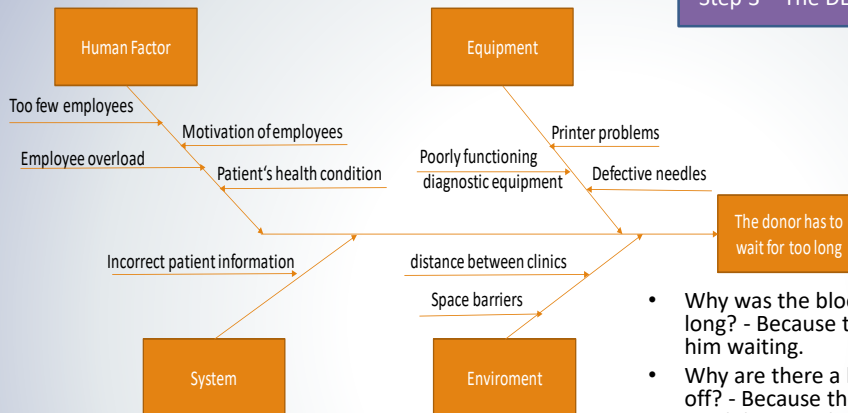 Step 3 – The
Human Factor
Equipment
Too few employees
Motivation of employees
Employee overload
Patient‘s health condition
Printer problems
Poorly functioning
diagnostic equipment
Defective needles
The donor has to
wait for too long
Incorrect patient information
distance between clinics
Space barriers
System
Enviroment
• Why was the
long? - Because
him waiting.
• Why are there a
off? - Because